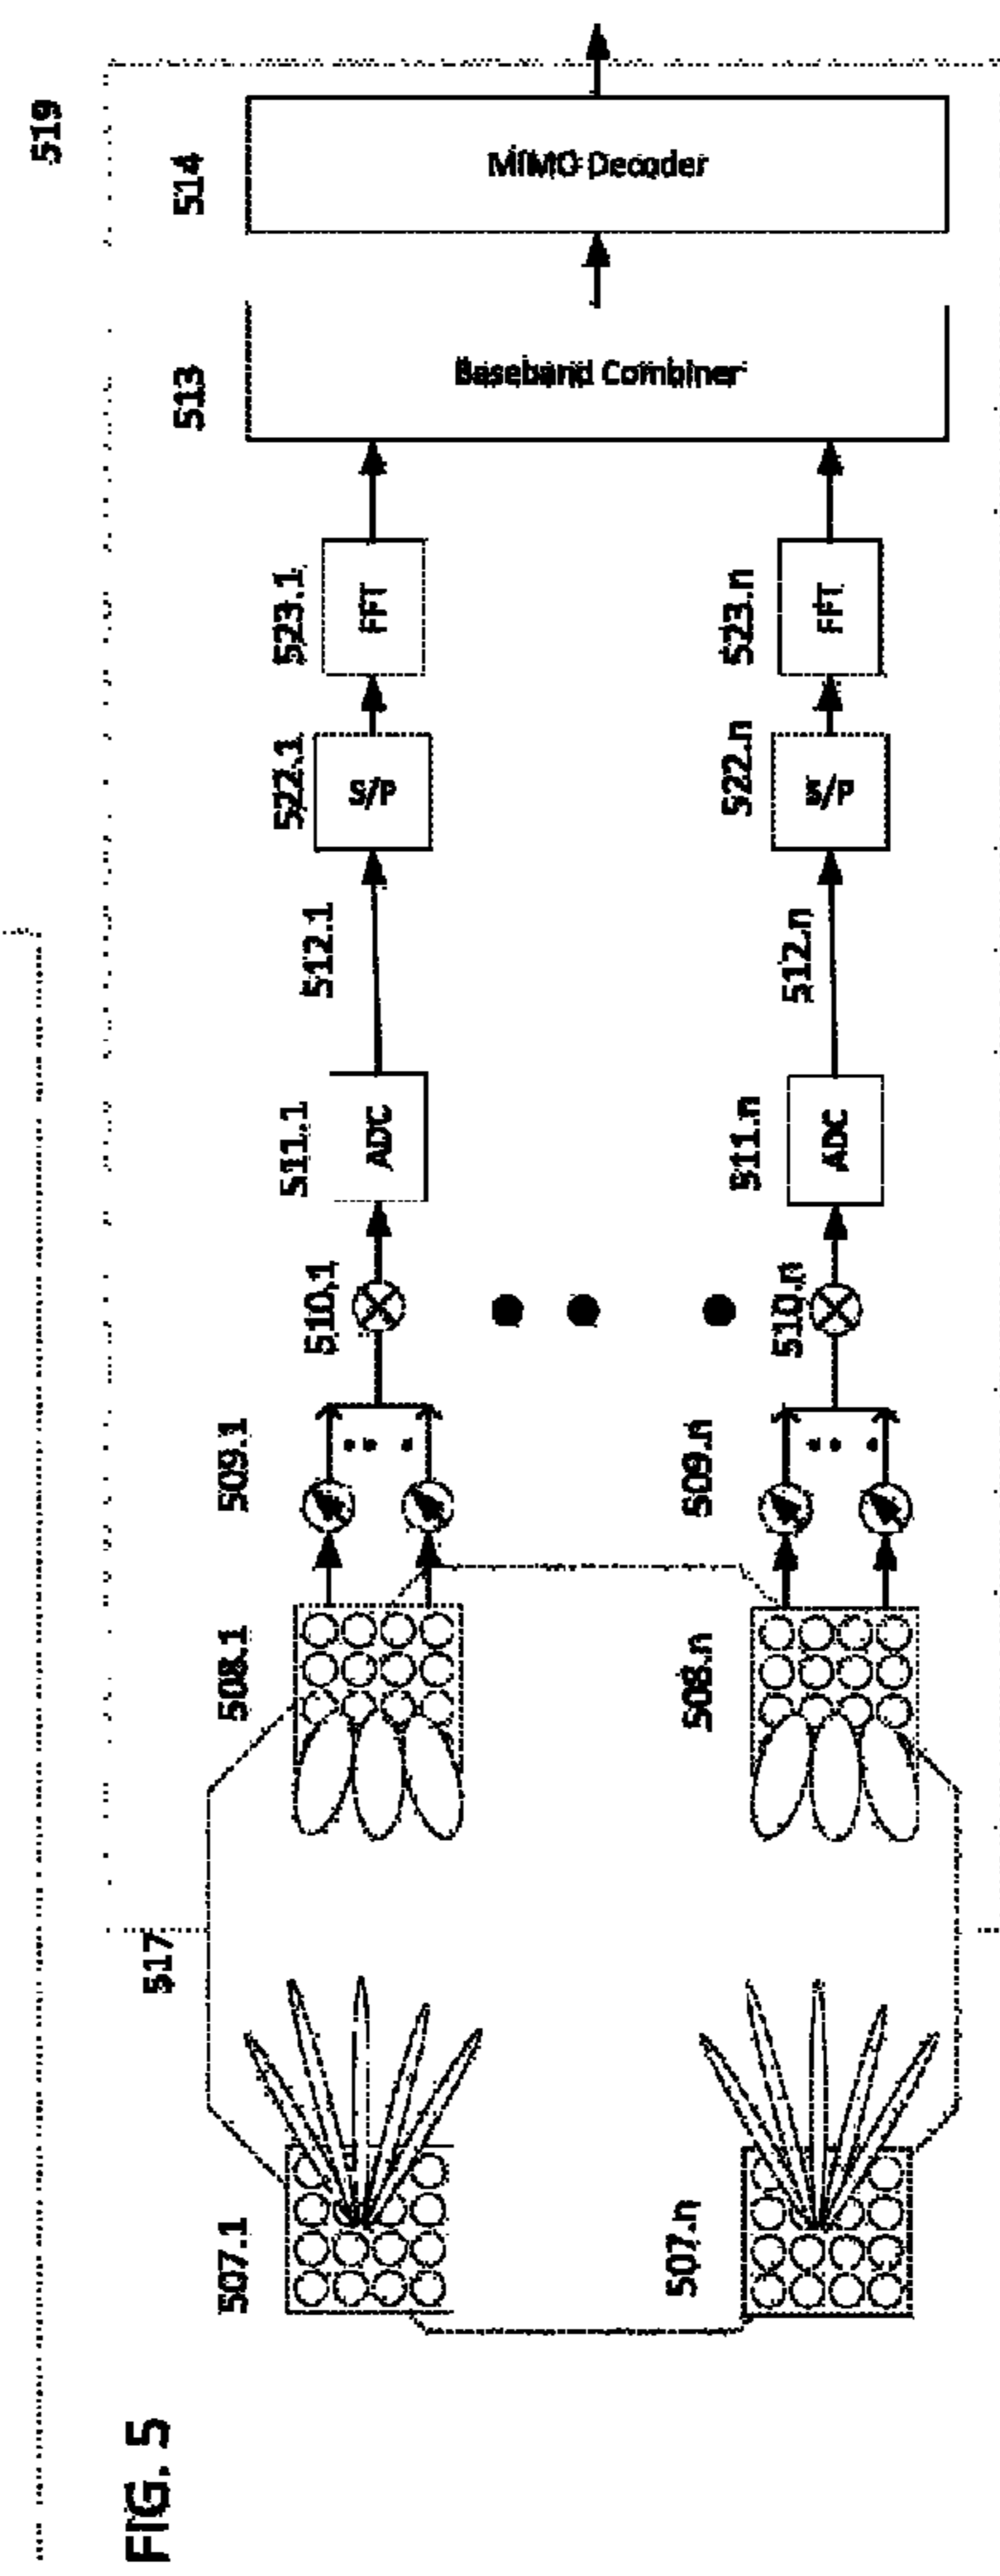 519
514
MIMO Decoder
513
Baseband Combiner
523.1
FFT
523.n
FFT
522.1
S/P
522.n
S/P
512.1
512.n
511.1
ADC
511.n
ADC
510.1
510.n
509.1
509.n
508.1
508.n
517
507.1
507.n
FIG. 5